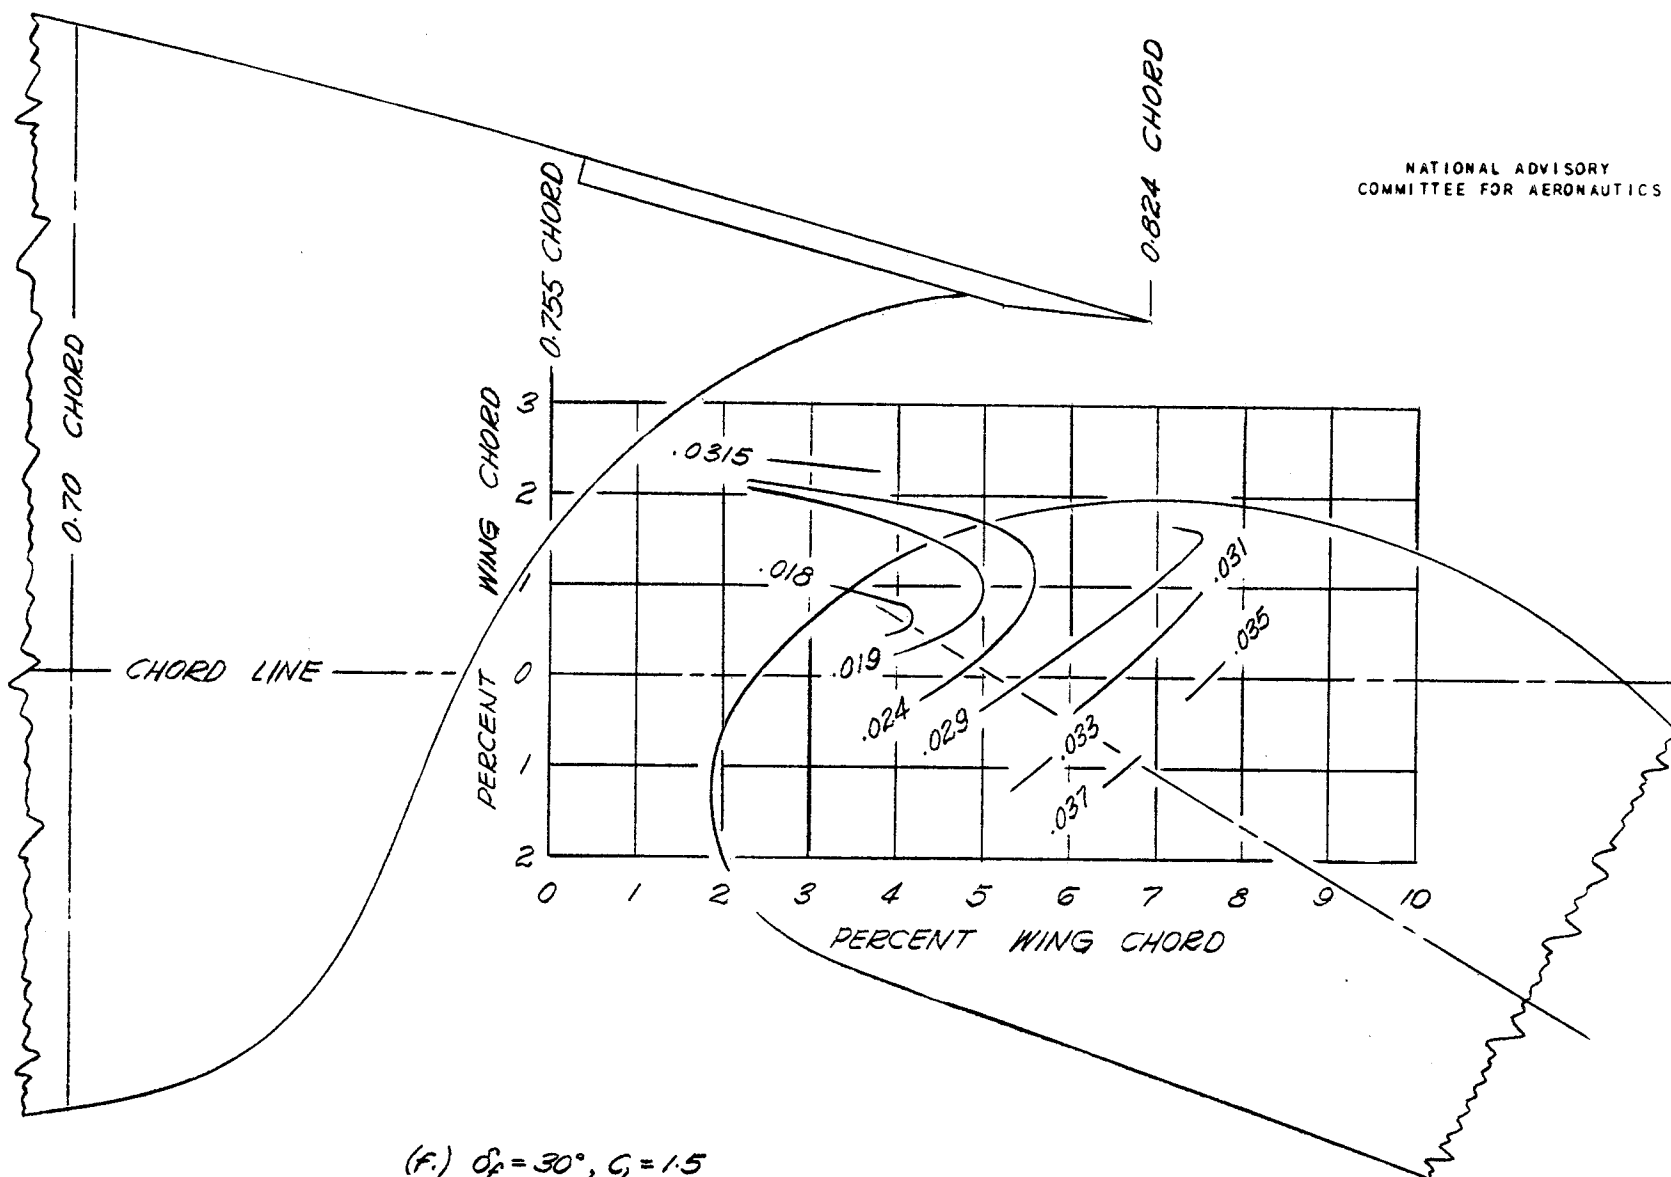 NATIONAL ADVISORY
COMMITTEE FOR AERONAUTICS
0.70 CHORD
0.755 CHORD
0.824 CHORD
CHORD LINE
PERCENT WING CHORD
3
2
1
0
1
2
.0315
.018
.019
.024
.029
.031
.033
.035
.037
0 1 2 3 4 5 6 7 8 9 10
PERCENT WING CHORD
(f.) δf = 30°, Cl = 1.5